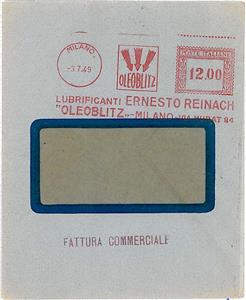 MILANO
-3.7.49
OLEOBLITZ
POSTE ITALIANE
12.00
LUBRIFICANTI ERNESTO REINACH
"OLEOBLITZ„-MILANO-VIA MURAT 84
FATTURA COMMERCIALE